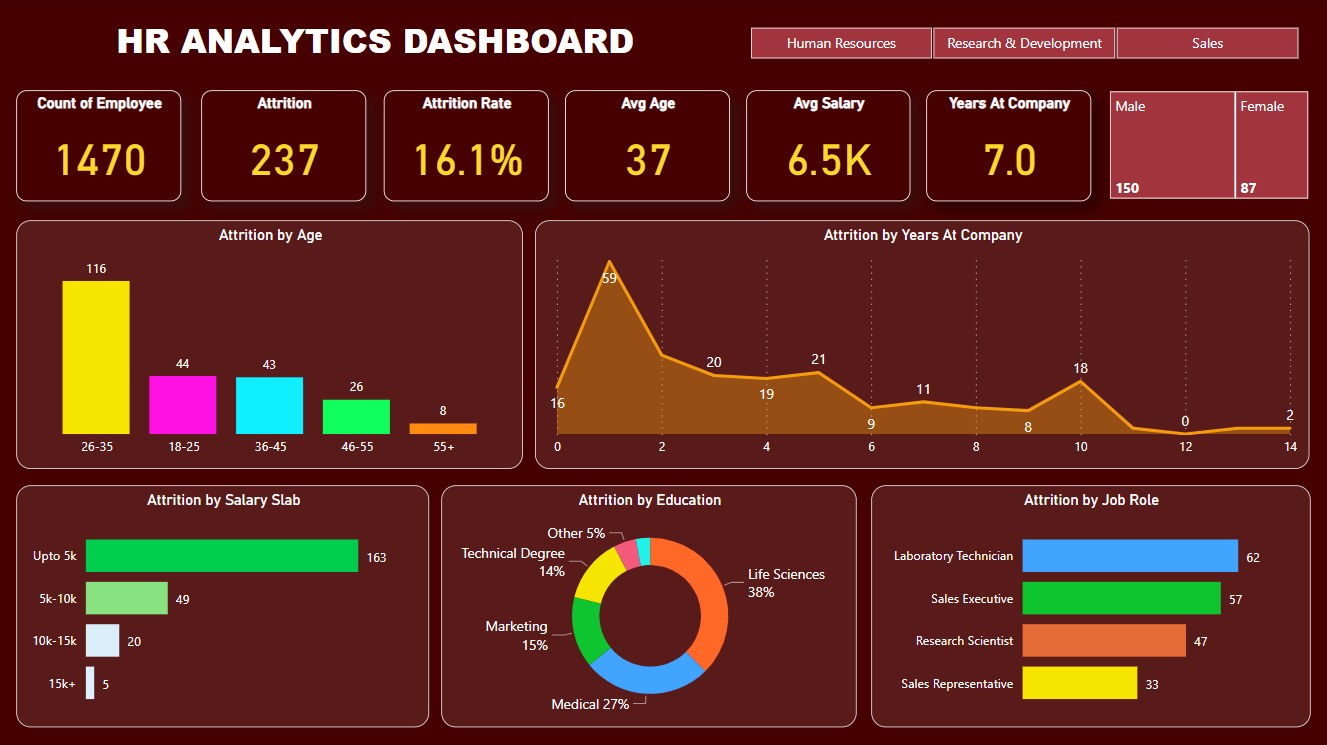 HR ANALYTICS DASHBOARD
Human Resources
Research & Development
Sales
Count of Employee
1470
Attrition
237
Attrition Rate
16.1%
Avg Age
37
Avg Salary
6.5K
Years At Company
7.0
Male
150
Female
87
Attrition by Age
116
44
43
26
8
26-35
18-25
36-45
46-55
55+
Attrition by Years At Company
16
59
20
19
21
9
11
8
18
0
2
0
2
4
6
8
10
12
14
Attrition by Salary Slab
Upto 5k
163
5k-10k
49
10k-15k
20
15k+
5
Attrition by Education
Other 5%
Technical Degree
14%
Life Sciences
38%
Marketing
15%
Medical 27%
Attrition by Job Role
Laboratory Technician
62
Sales Executive
57
Research Scientist
47
Sales Representative
33